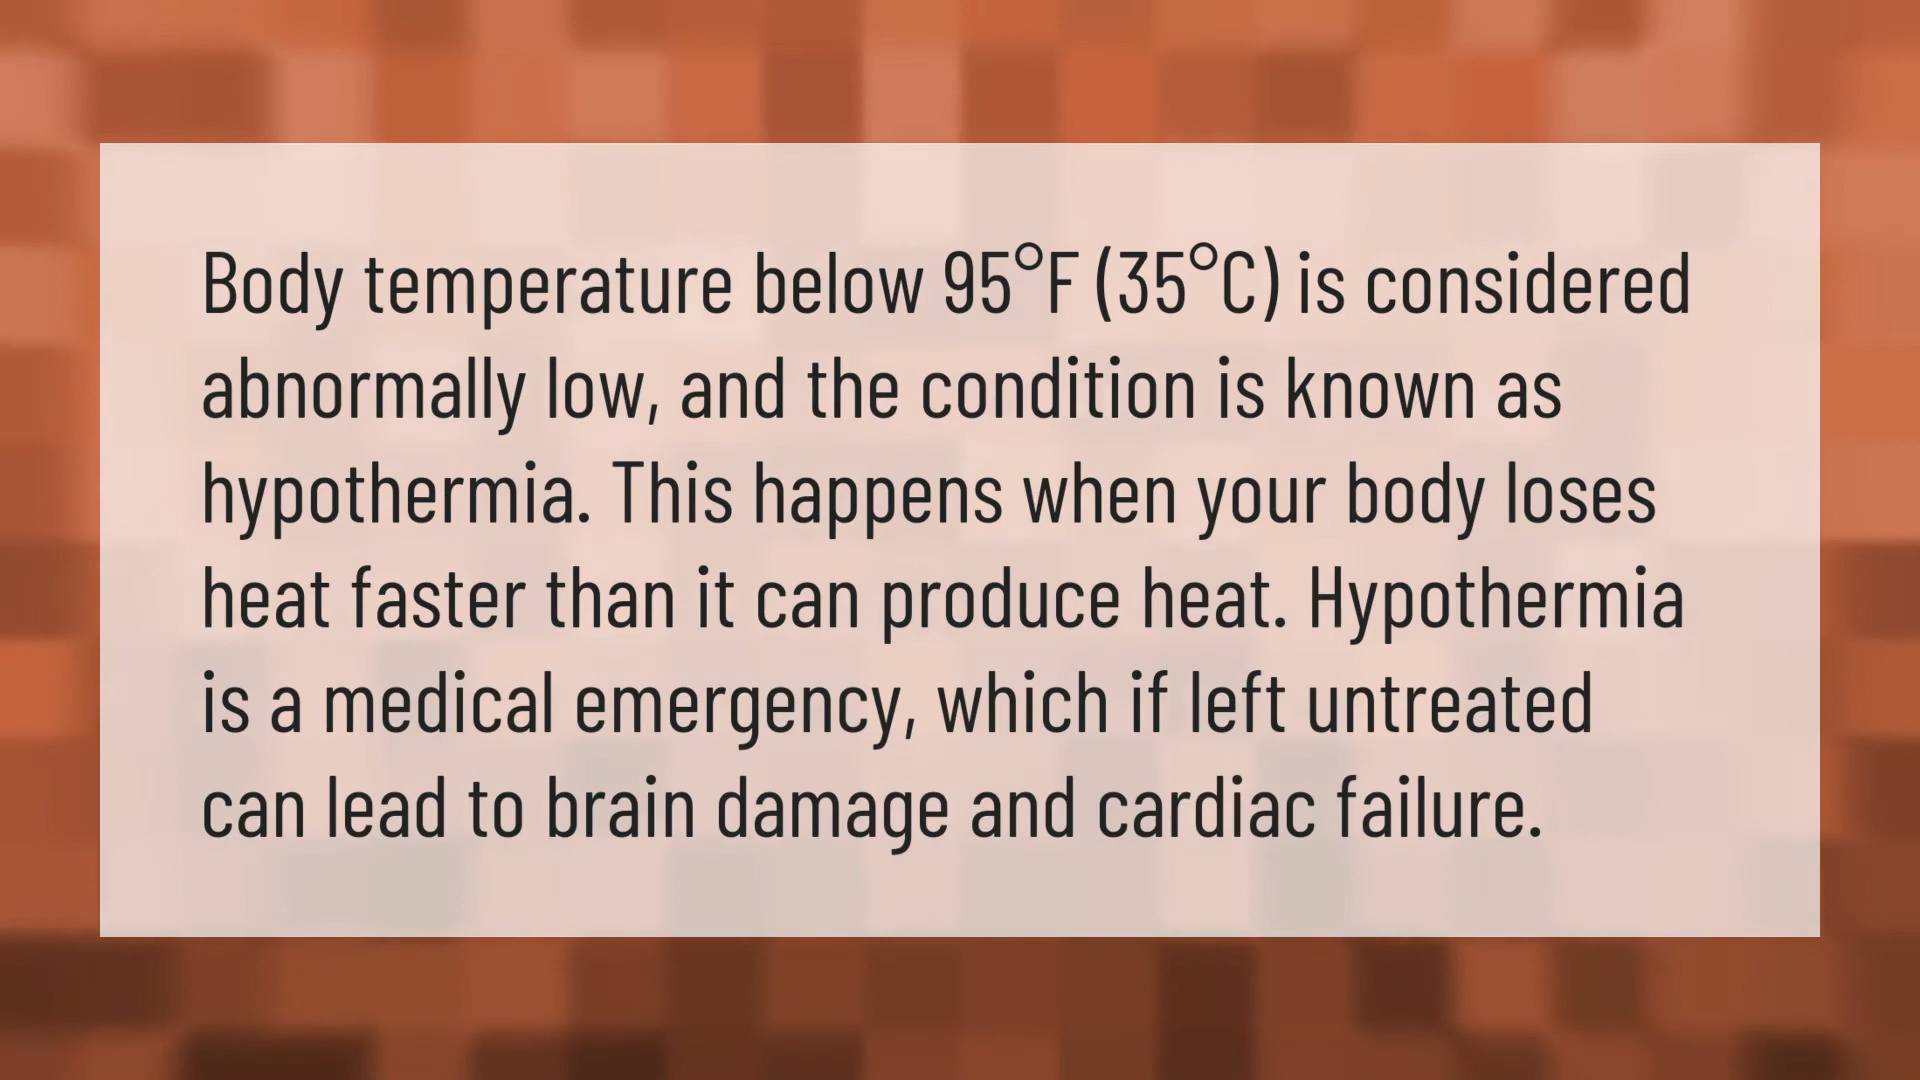 Body temperature below 95°F (35°C) is considered
abnormally low, and the condition is known as
hypothermia. This happens when your body loses
heat faster than it can produce heat. Hypothermia
is a medical emergency, which if left untreated
can lead to brain damage and cardiac failure.